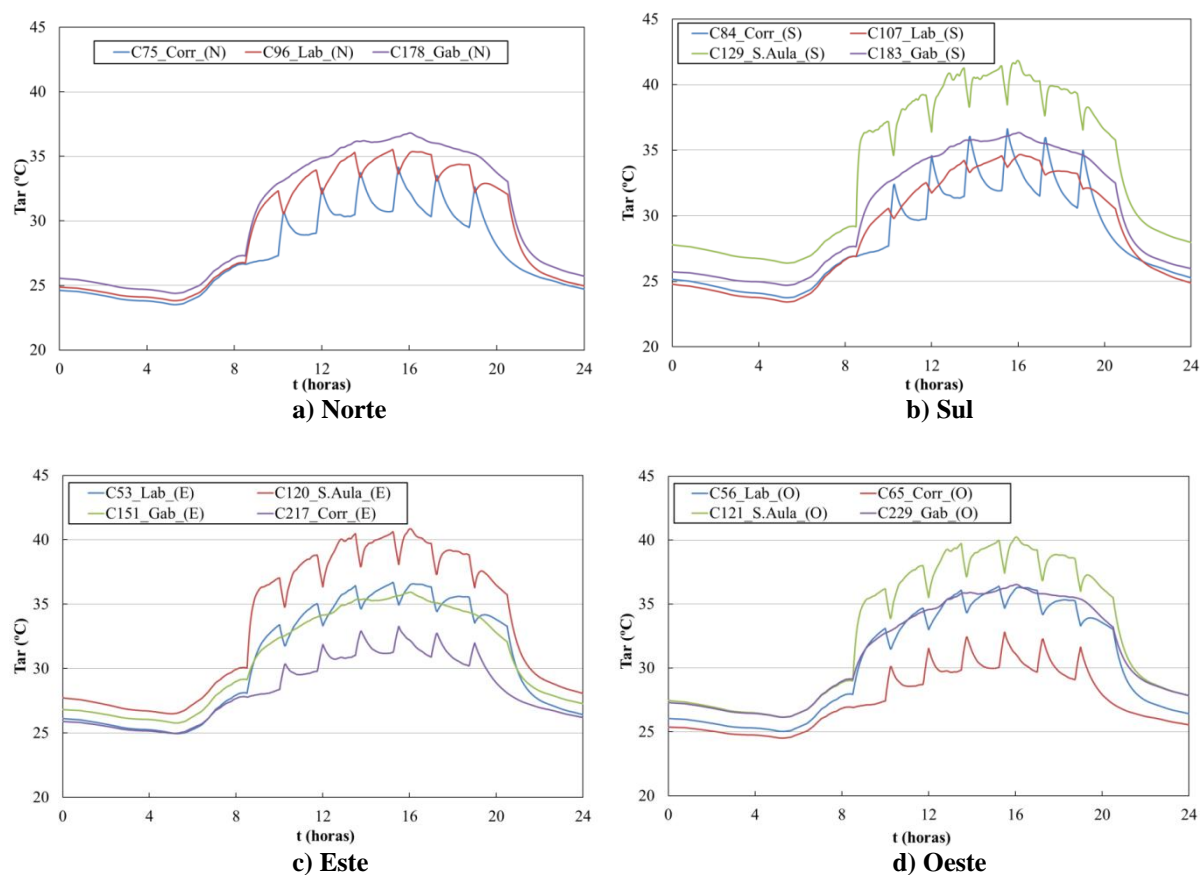 45
40
35
30
25
20
Tar (ºC)
C75_Corr_(N) C96_Lab_(N) C178_Gab_(N)
0 4 8 12 16 20 24
t (horas)
a) Norte
45
40
35
30
25
20
Tar (ºC)
C84_Corr_(S) C107_Lab_(S)
C129_S.Aula_(S) C183_Gab_(S)
0 4 8 12 16 20 24
t (horas)
b) Sul
45
40
35
30
25
20
Tar (ºC)
C53_Lab_(E) C120_S.Aula_(E)
C151_Gab_(E) C217_Corr_(E)
0 4 8 12 16 20 24
t (horas)
c) Este
45
40
35
30
25
20
Tar (ºC)
C56_Lab_(O) C65_Corr_(O)
C121_S.Aula_(O) C229_Gab_(O)
0 4 8 12 16 20 24
t (horas)
d) Oeste